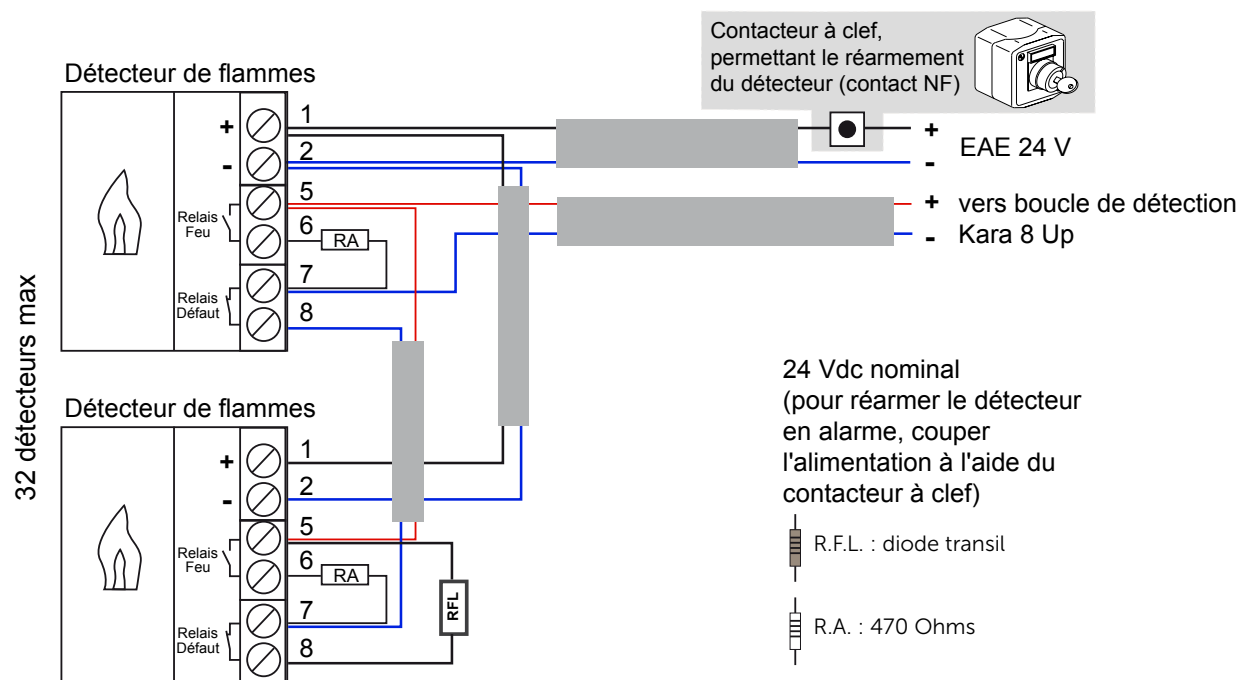 Contacteur à clef,
permettant le réarmement
du détecteur (contact NF)
Détecteur de flammes
+
-
1
2
5
6
7
8
Relais
Feu
RA
Relais
Défaut
+
-
EAE 24 V
+
-
vers boucle de détection
Kara 8 Up
32 détecteurs max
Détecteur de flammes
+
-
1
2
5
6
7
8
Relais
Feu
RA
Relais
Défaut
RFL
24 Vdc nominal
(pour réarmer le détecteur
en alarme, couper
l'alimentation à l'aide du
contacteur à clef)
R.F.L. : diode transil
R.A. : 470 Ohms